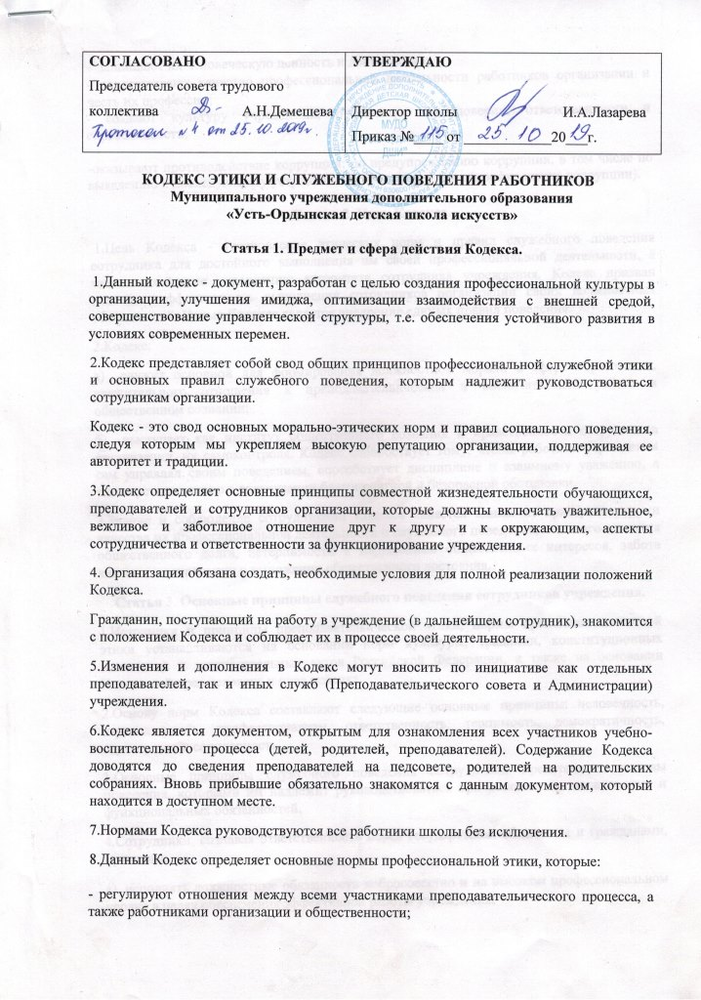 СОГЛАСОВАНО
Председатель совета трудового
коллектива А.Н.Демешева
Протокол №4 от 25.10.2019г.
УТВЕРЖДАЮ
Директор школы И.А.Лазарева
Приказ № 115 от 25.10 2019г.
МУДО
ДШИ"
КОДЕКС ЭТИКИ И СЛУЖЕБНОГО ПОВЕДЕНИЯ РАБОТНИКОВ
Муниципального учреждения дополнительного образования
«Усть-Ордынская детская школа искусств»
Статья 1. Предмет и сфера действия Кодекса.
1.Данный кодекс - документ, разработан с целью создания профессиональной культуры в
организации, улучшения имиджа, оптимизации взаимодействия с внешней средой,
совершенствование управленческой структуры, т.е. обеспечения устойчивого развития в
условиях современных перемен.
2.Кодекс представляет собой свод общих принципов профессиональной служебной этики
и основных правил служебного поведения, которым надлежит руководствоваться
сотрудникам организации.
Кодекс - это свод основных морально-этических норм и правил социального поведения,
следуя которым мы укрепляем высокую репутацию организации, поддерживая ее
авторитет и традиции.
3.Кодекс определяет основные принципы совместной жизнедеятельности обучающихся,
преподавателей и сотрудников организации, которые должны включать уважительное,
вежливое и заботливое отношение друг к другу и к окружающим, аспекты
сотрудничества и ответственности за функционирование учреждения.
4. Организация обязана создать, необходимые условия для полной реализации положений
Кодекса.
Гражданин, поступающий на работу в учреждение (в дальнейшем сотрудник), знакомится
с положением Кодекса и соблюдает их в процессе своей деятельности.
5.Изменения и дополнения в Кодекс могут вносить по инициативе как отдельных
преподавателей, так и иных служб (Преподавательического совета и Администрации)
учреждения.
6.Кодекс является документом, открытым для ознакомления всех участников учебно-
воспитательного процесса (детей, родителей, преподавателей). Содержание Кодекса
доводятся до сведения преподавателей на педсовете, родителей на родительских
собраниях. Вновь прибывшие обязательно знакомятся с данным документом, который
находится в доступном месте.
7.Нормами Кодекса руководствуются все работники школы без исключения.
8.Данный Кодекс определяет основные нормы профессиональной этики, которые:
- регулируют отношения между всеми участниками преподавательического процесса, а
также работниками организации и общественности;